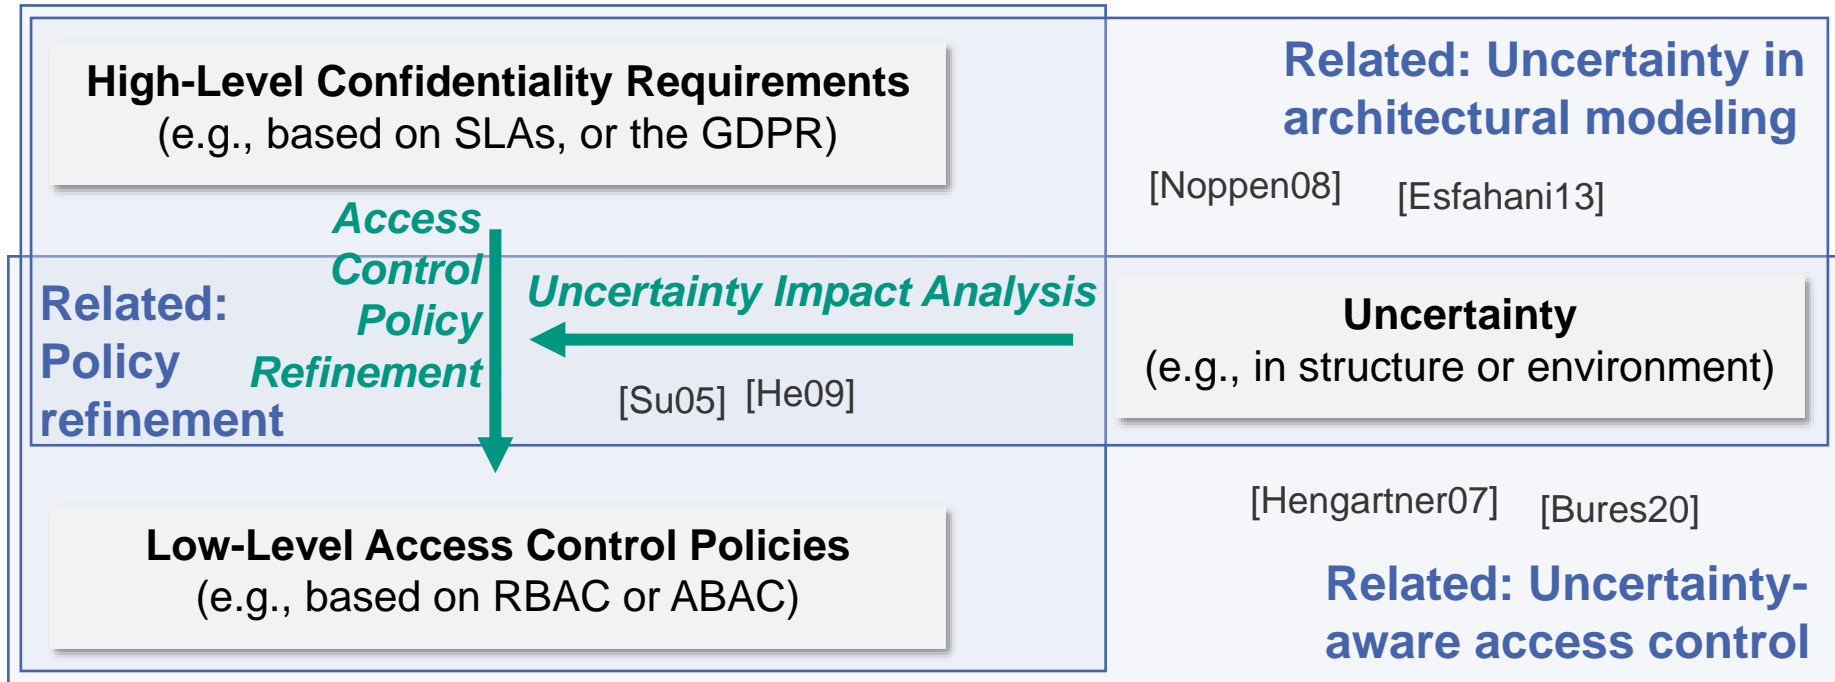 High-Level Confidentiality Requirements
(e.g., based on SLAs, or the GDPR)
Related: Uncertainty in
architectural modeling
[Noppen08]
[Esfahani13]
Access
Control
Policy
Refinement
Related:
Policy
refinement
Uncertainty Impact Analysis
[Su05]
[He09]
Uncertainty
(e.g., in structure or environment)
Low-Level Access Control Policies
(e.g., based on RBAC or ABAC)
[Hengartner07]
[Bures20]
Related: Uncertainty-
aware access control